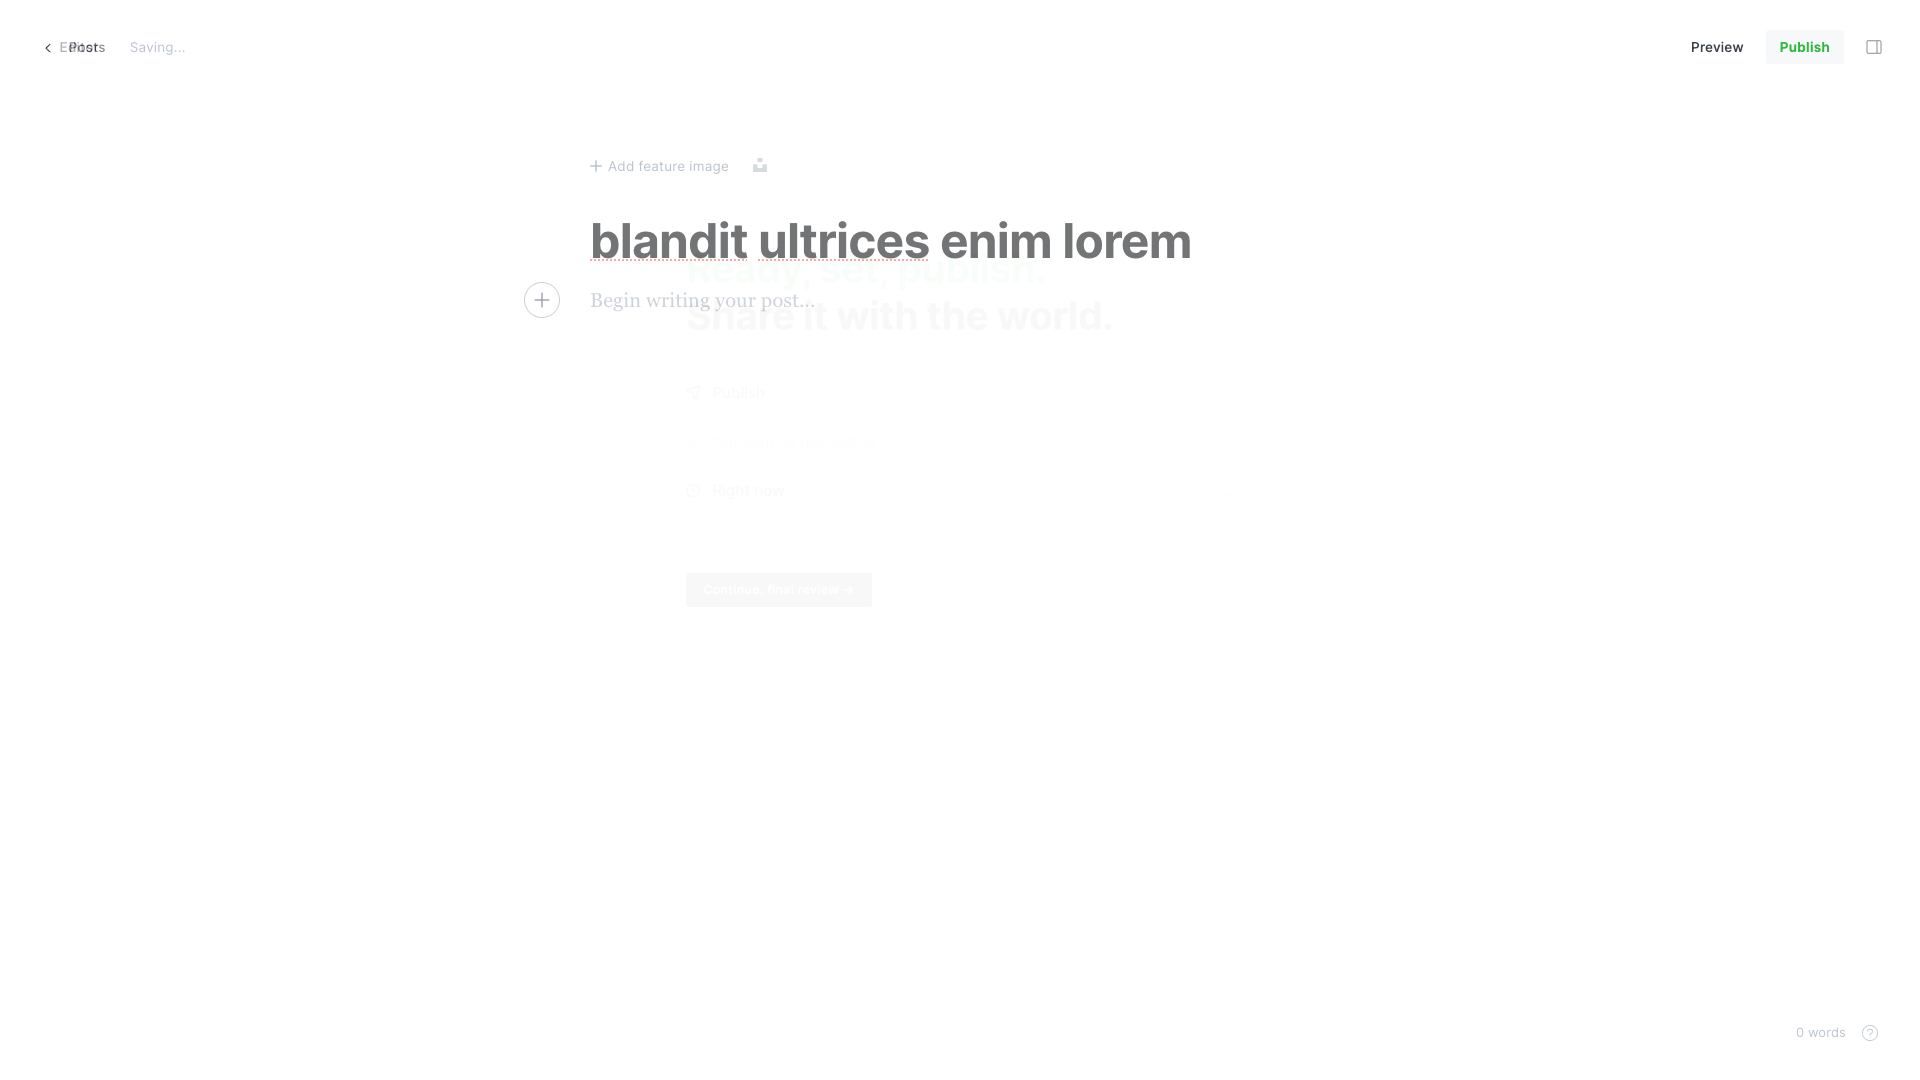 Posts Saving...
Preview Publish
Add feature image
blandit ultrices enim lorem
Ready, set, publish.
Begin writing your post...
Share it with the world.
Publish
Right now
Continue, final review →
0 words